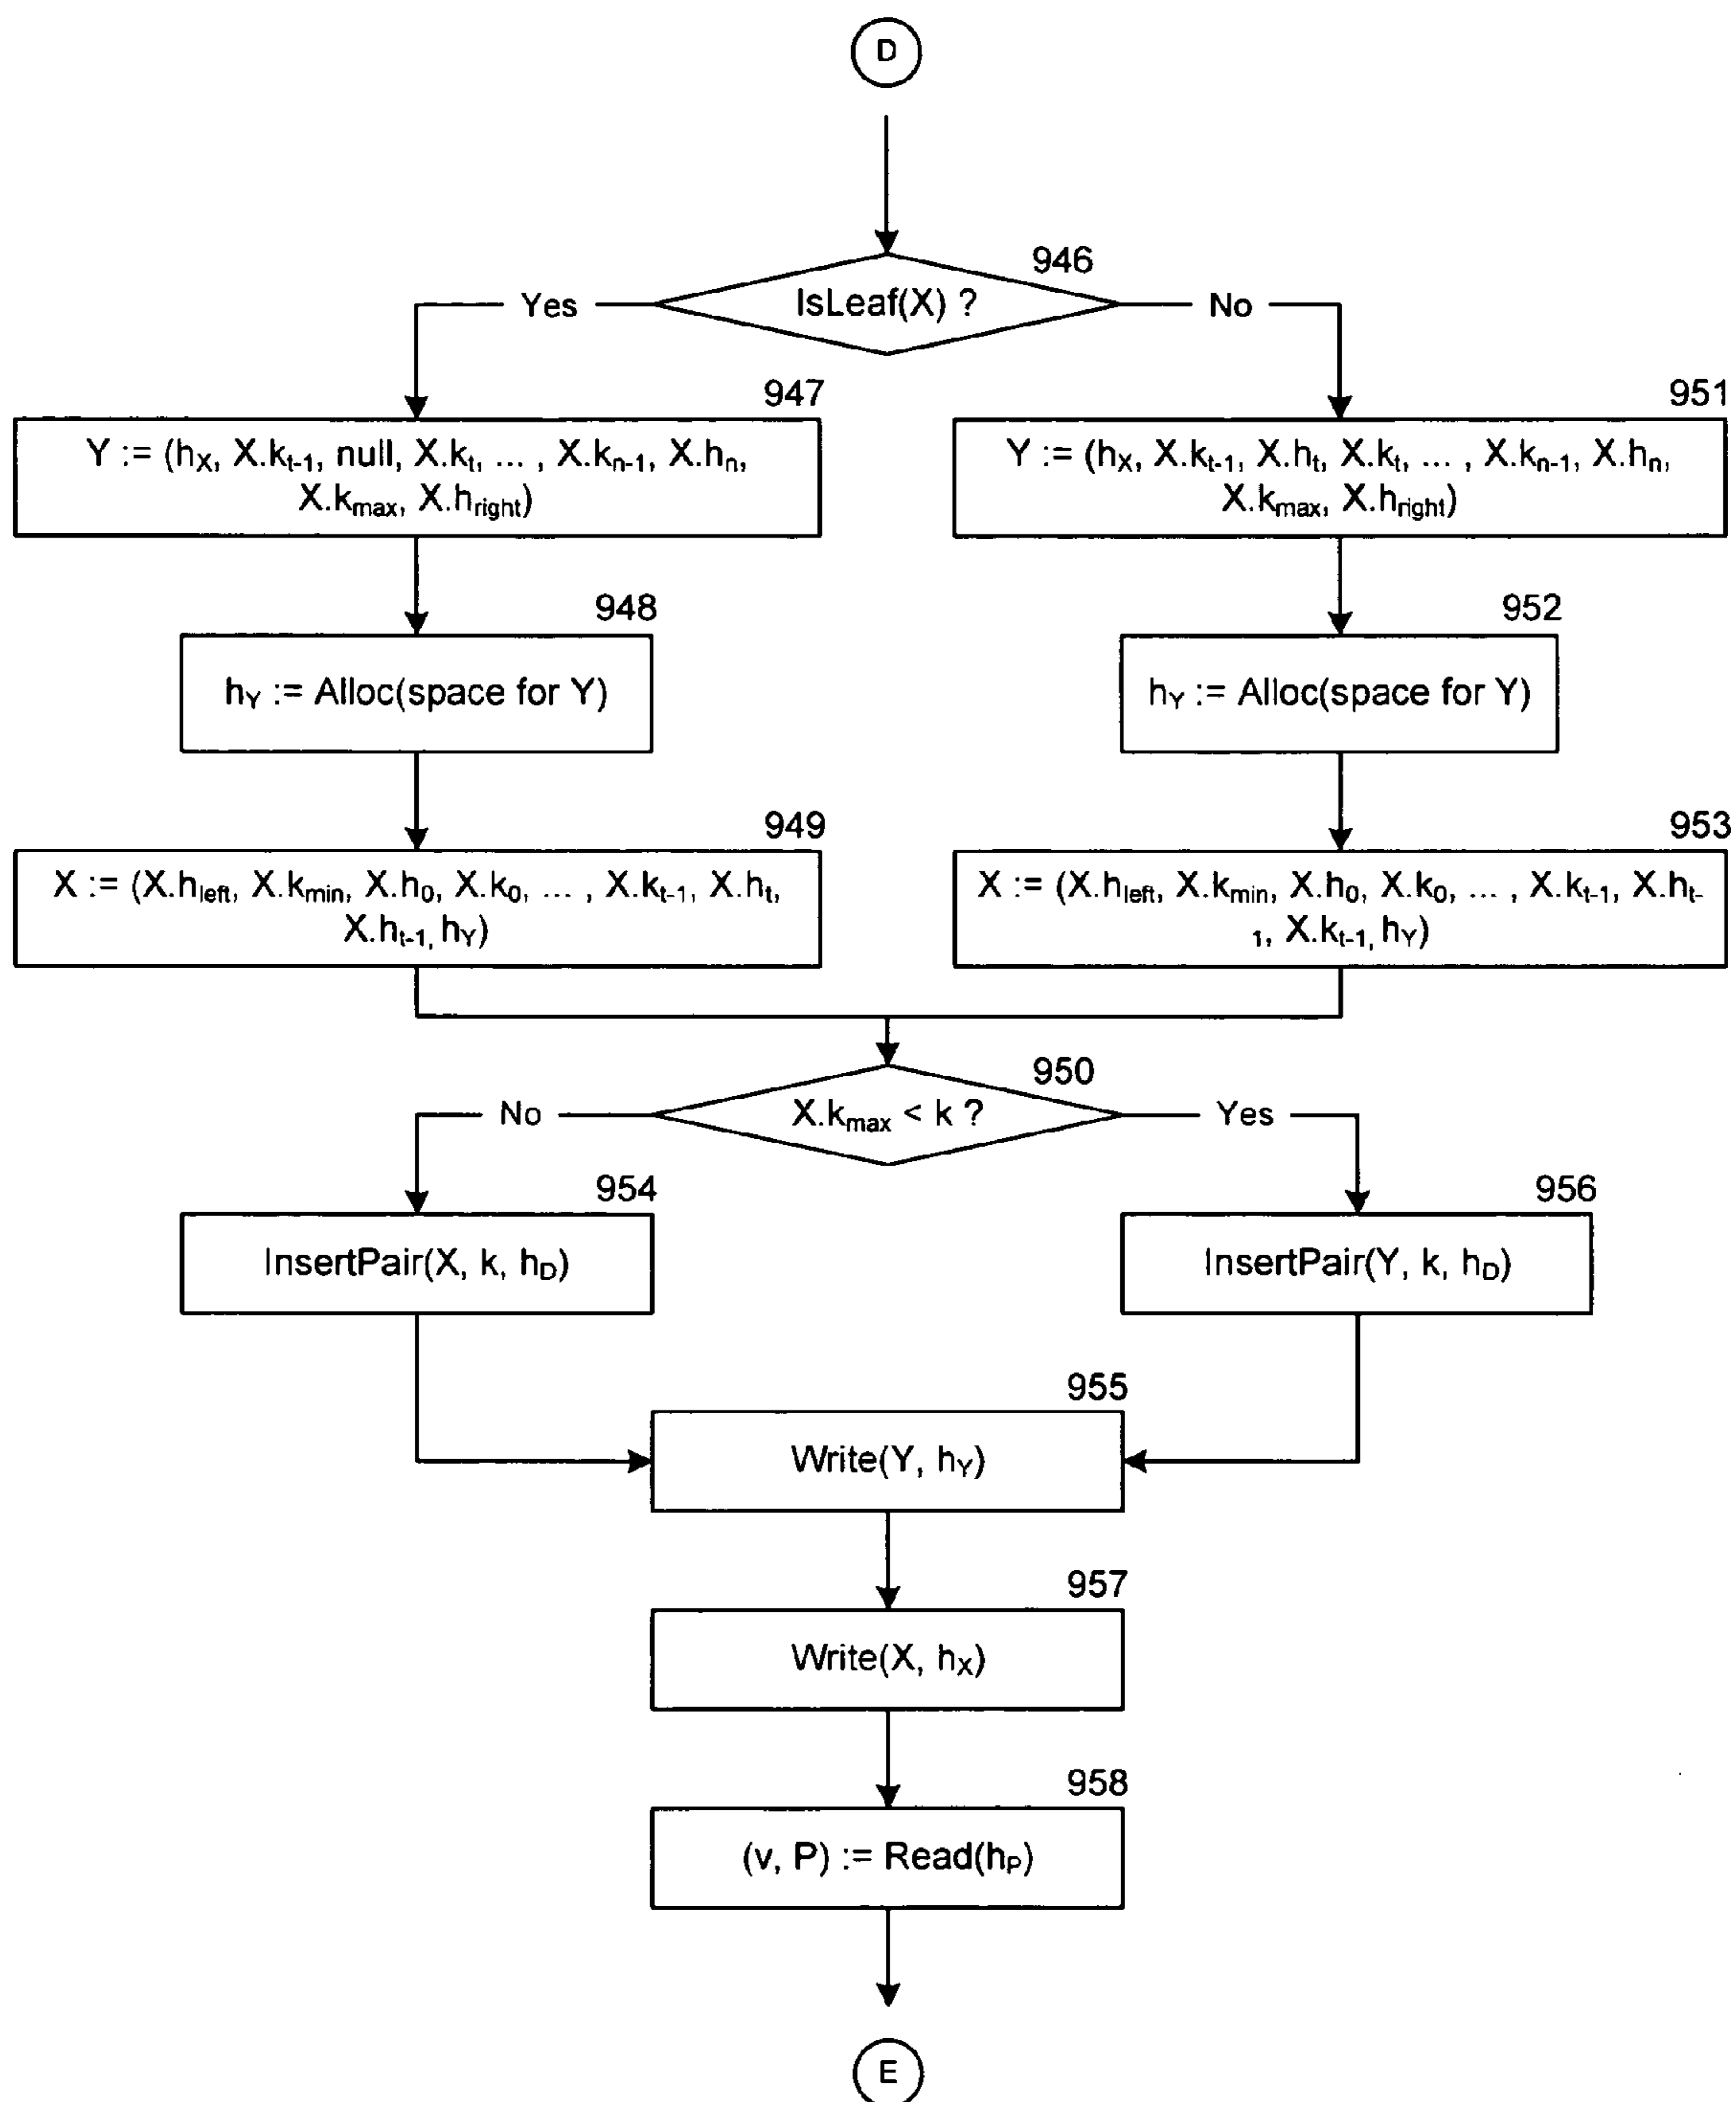 D
946
IsLeaf(X) ?
Yes
No
947
Y := (hX, X.kt-1, null, X.kt, ... , X.kn-1, X.hn,
X.kmax, X.hright)
951
Y := (hX, X.kt-1, X.ht, X.kt, ... , X.kn-1, X.hn,
X.kmax, X.hright)
948
hY := Alloc(space for Y)
952
hY := Alloc(space for Y)
949
X := (X.hleft, X.kmin, X.h0, X.k0, ... , X.kt-1, X.ht,
X.ht-1, hY)
953
X := (X.hleft, X.kmin, X.h0, X.k0, ... , X.kt-1, X.ht-
1, X.kt-1, hY)
950
X.kmax < k ?
No
Yes
954
InsertPair(X, k, hD)
956
InsertPair(Y, k, hD)
955
Write(Y, hY)
957
Write(X, hX)
958
(v, P) := Read(hP)
E